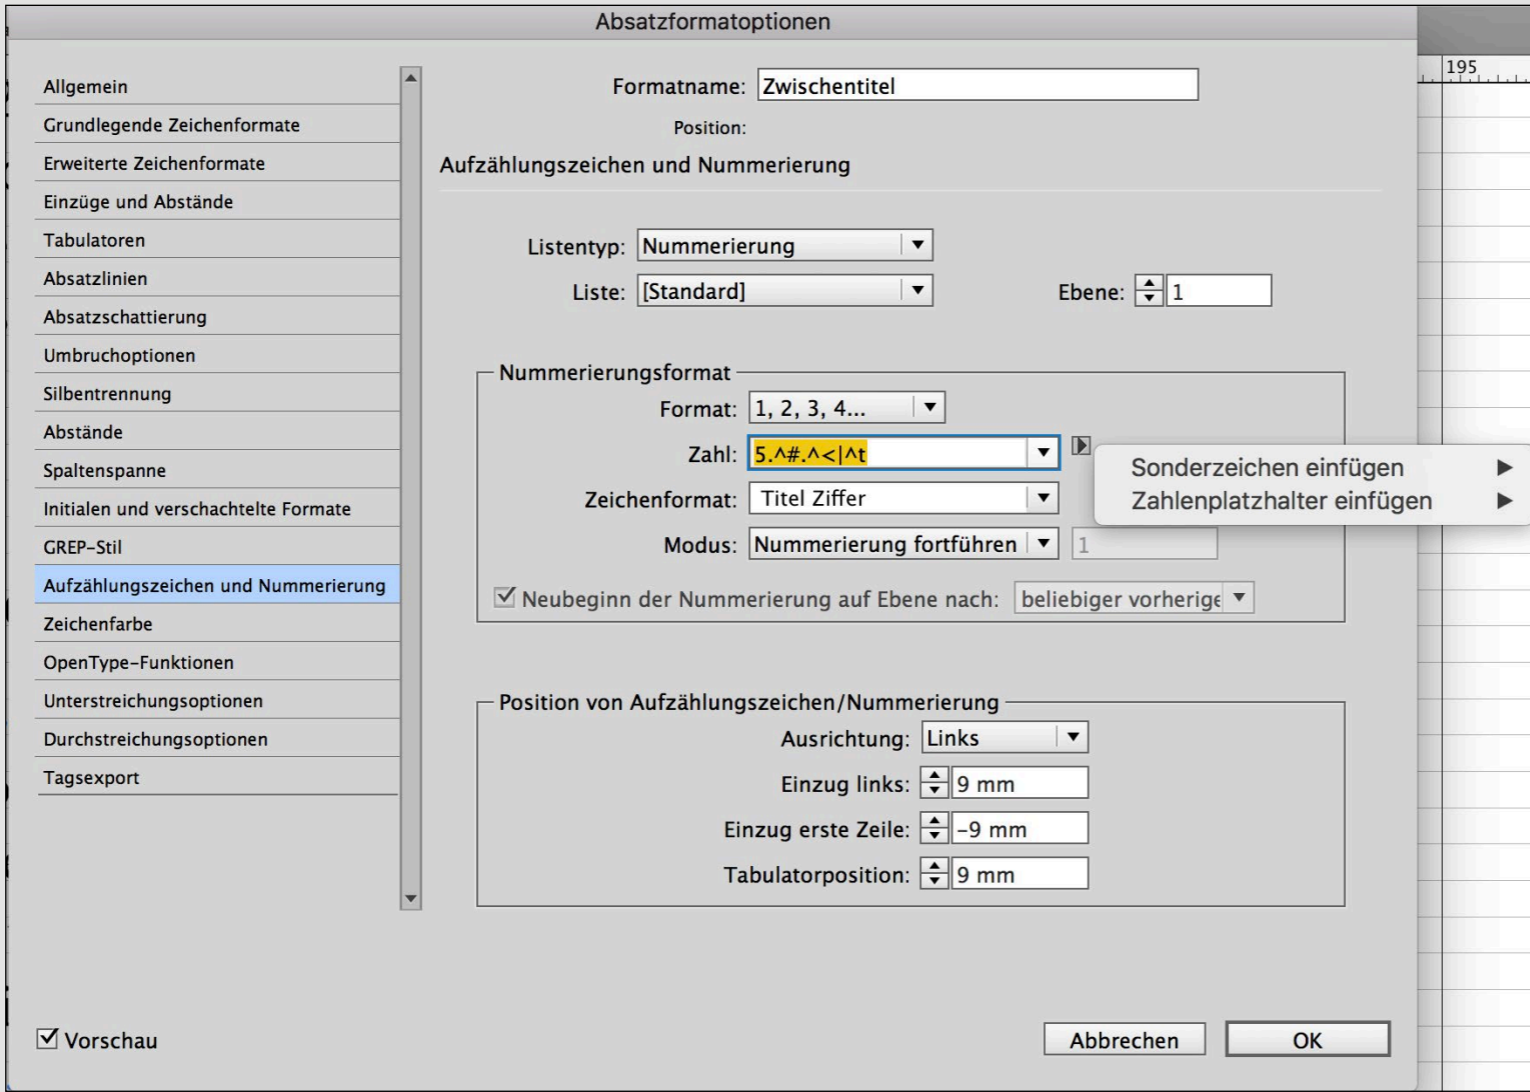 Absatzformatoptionen
195
Allgemein
Grundlegende Zeichenformate
Erweiterte Zeichenformate
Einzüge und Abstände
Tabulatoren
Absatzlinien
Absatzschattierung
Umbruchoptionen
Silbentrennung
Abstände
Spaltenspanne
Initialen und verschachtelte Formate
GREP-Stil
Aufzählungszeichen und Nummerierung
Zeichenfarbe
OpenType-Funktionen
Unterstreichungsoptionen
Durchstreichungsoptionen
Tagsexport
Formatname: Zwischentitel
Position:
Aufzählungszeichen und Nummerierung
Listentyp: Nummerierung
Liste: [Standard] Ebene: 1
Nummerierungsformat
Format: 1, 2, 3, 4...
Zahl: 5.^#.^<|^t
Sonderzeichen einfügen
Zahlenplatzhalter einfügen
Zeichenformat: Titel Ziffer
Modus: Nummerierung fortführen 1
Neubeginn der Nummerierung auf Ebene nach: beliebiger vorherige
Position von Aufzählungszeichen/Nummerierung
Ausrichtung: Links
Einzug links: 9 mm
Einzug erste Zeile: -9 mm
Tabulatorposition: 9 mm
Vorschau
Abbrechen OK